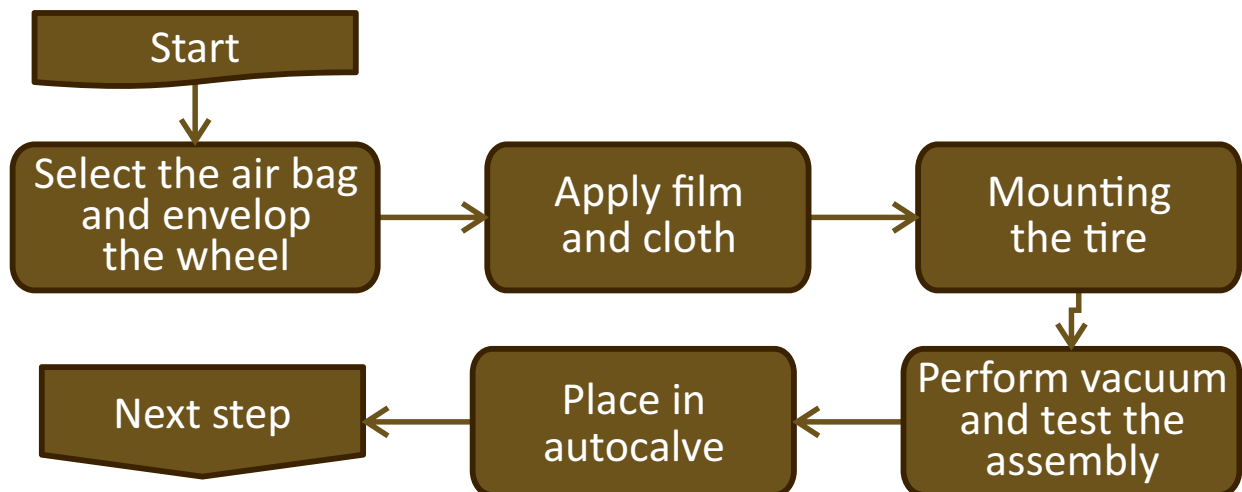 Start
Select the air bag
and envelop
the wheel
Apply film
and cloth
Mounting
the tire
Perform vacuum
and test the
assembly
Place in
autocalve
Next step